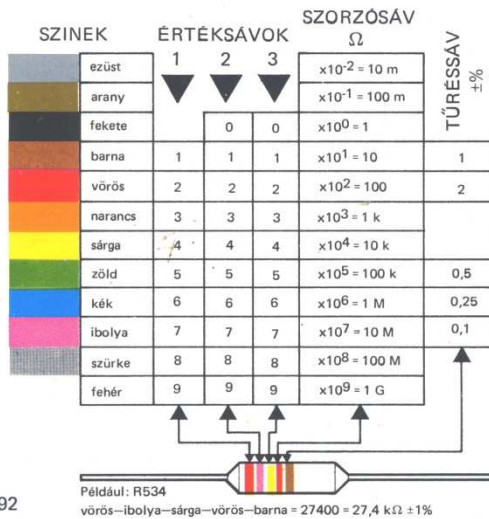 SZINEK ÉRTÉKSÁVOK SZORZÓSÁV Ω TŰRÉSSÁV ±%
1 2 3
ezüst x10-2 = 10 m
arany x10-1 = 100 m
fekete 0 0 x100 = 1
barna 1 1 1 x101 = 10 1
vörös 2 2 2 x102 = 100 2
narancs 3 3 3 x103 = 1 k
sárga 4 4 4 x104 = 10 k
zöld 5 5 5 x105 = 100 k 0,5
kék 6 6 6 x106 = 1 M 0,25
ibolya 7 7 7 x107 = 10 M 0,1
szürke 8 8 8 x108 = 100 M
fehér 9 9 9 x109 = 1 G
92
Például: R534
vörös—ibolya—sárga—vörös—barna = 27400 = 27,4 kΩ ±1%